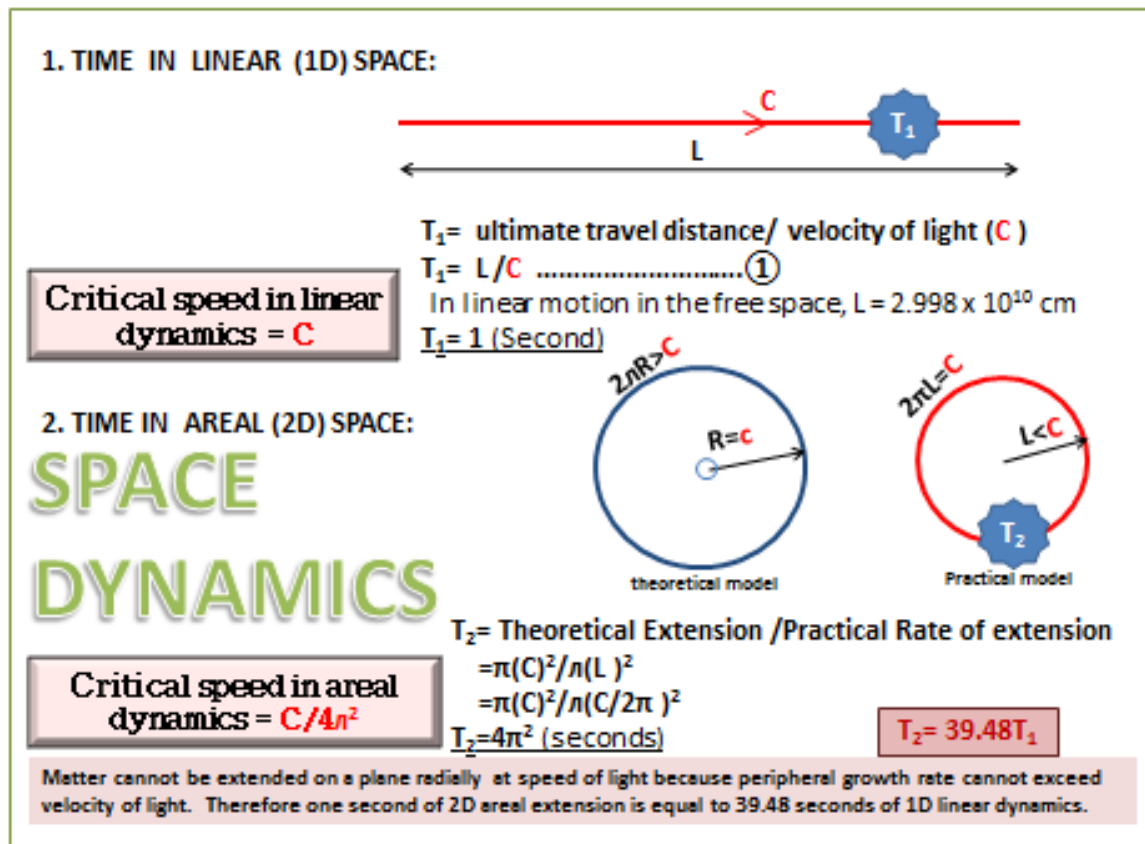 1. TIME IN LINEAR (1D) SPACE:
C
T₁
L
T₁= ultimate travel distance/ velocity of light (C )
T₁= L/C ..............................①
In linear motion in the free space, L = 2.998 x 10¹⁰ cm
T₁= 1 (Second)
Critical speed in linear
dynamics = C
2. TIME IN AREAL (2D) SPACE:
2лR>C
R=c
theoretical model
2πL=C
L<C
T₂
Practical model
SPACE
DYNAMICS
T₂= Theoretical Extension /Practical Rate of extension
=π(C)²/л(L )²
=π(C)²/л(C/2π )²
T₂=4π² (seconds)
Critical speed in areal
dynamics = C/4л²
T₂= 39.48T₁
Matter cannot be extended on a plane radially at speed of light because peripheral growth rate cannot exceed
velocity of light. Therefore one second of 2D areal extension is equal to 39.48 seconds of 1D linear dynamics.